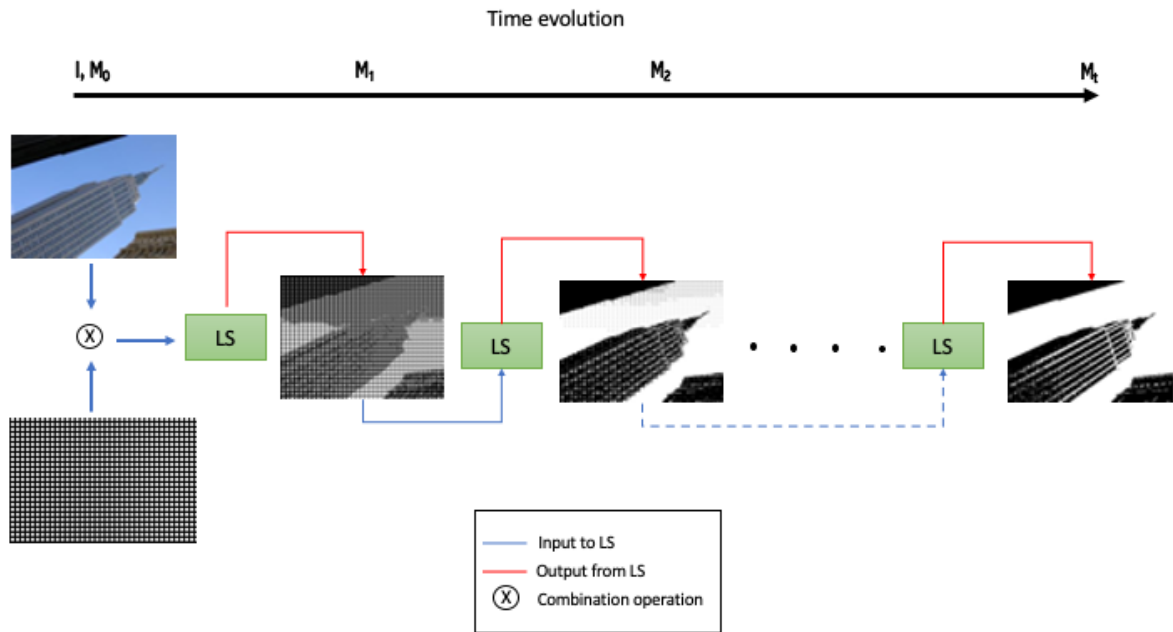 Time evolution
I, M₀
M₁
M₂
Mₜ
X
LS
LS
LS
Input to LS
Output from LS
X
Combination operation